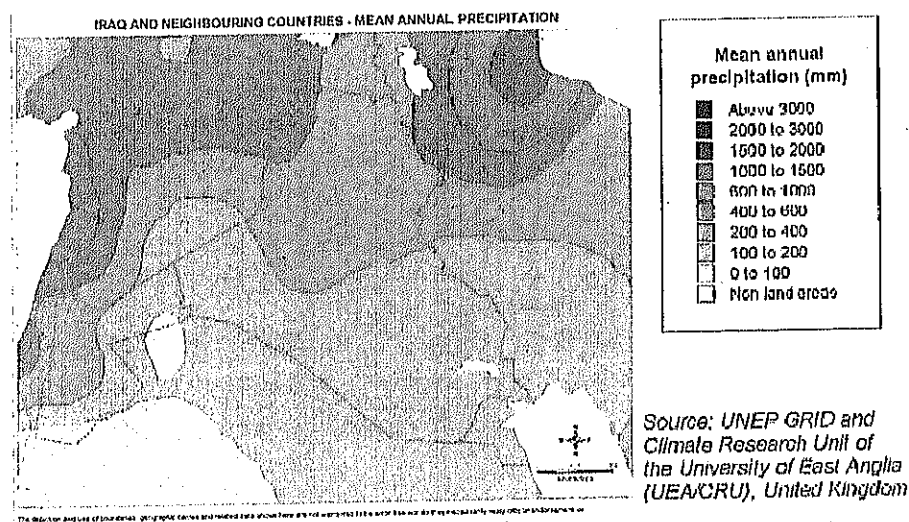 IRAQ AND NEIGHBOURING COUNTRIES - MEAN ANNUAL PRECIPITATION
Mean annual
precipitation (mm)
Above 3000
2000 to 3000
1500 to 2000
1000 to 1500
600 to 1000
400 to 600
200 to 400
100 to 200
0 to 100
Non land areas
Source: UNEP GRID and
Climate Research Unit of
the University of East Anglia
(UEA/CRU), United Kingdom